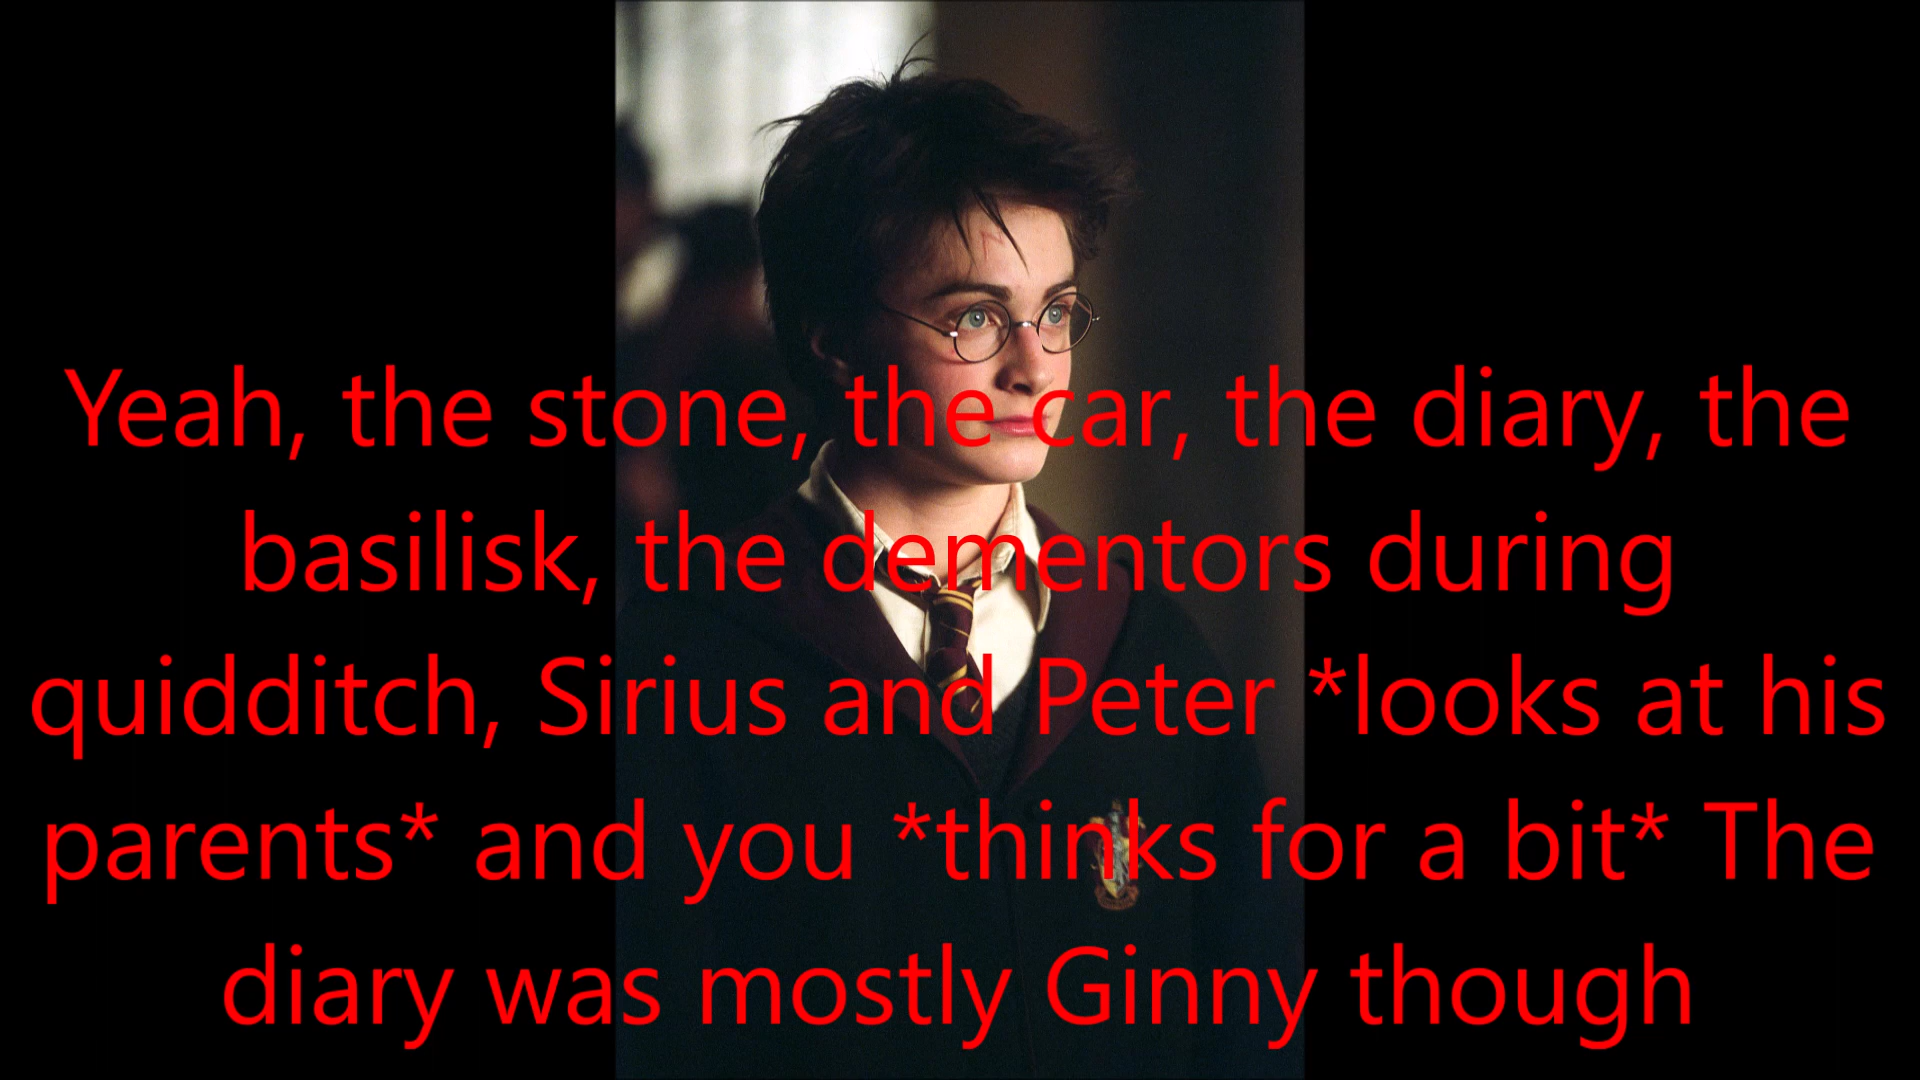 Yeah, the stone, the car, the diary, the
basilisk, the dementors during
quidditch, Sirius and Peter *looks at his
parents* and you *thinks for a bit* The
diary was mostly Ginny though